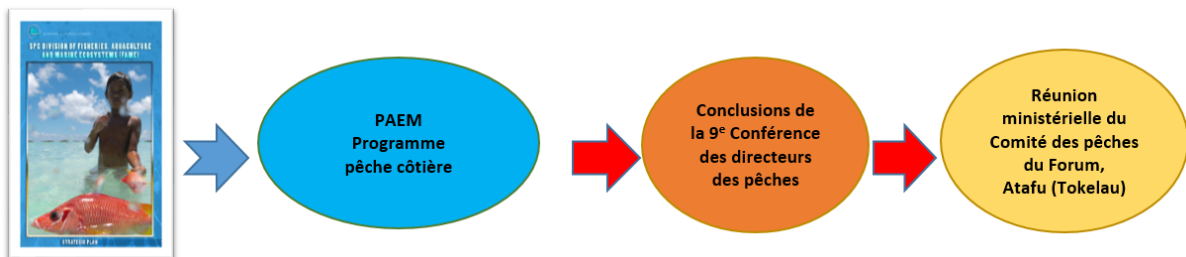 SPC DIVISION OF FISHERIES, AQUACULTURE
AND MARINE ECOSYSTEMS (FAME)
STRATEGIC PLAN
PAEM
Programme
pêche côtière
Conclusions de
la 9e Conférence
des directeurs
des pêches
Réunion
ministérielle du
Comité des pêches
du Forum,
Atafu (Tokelau)